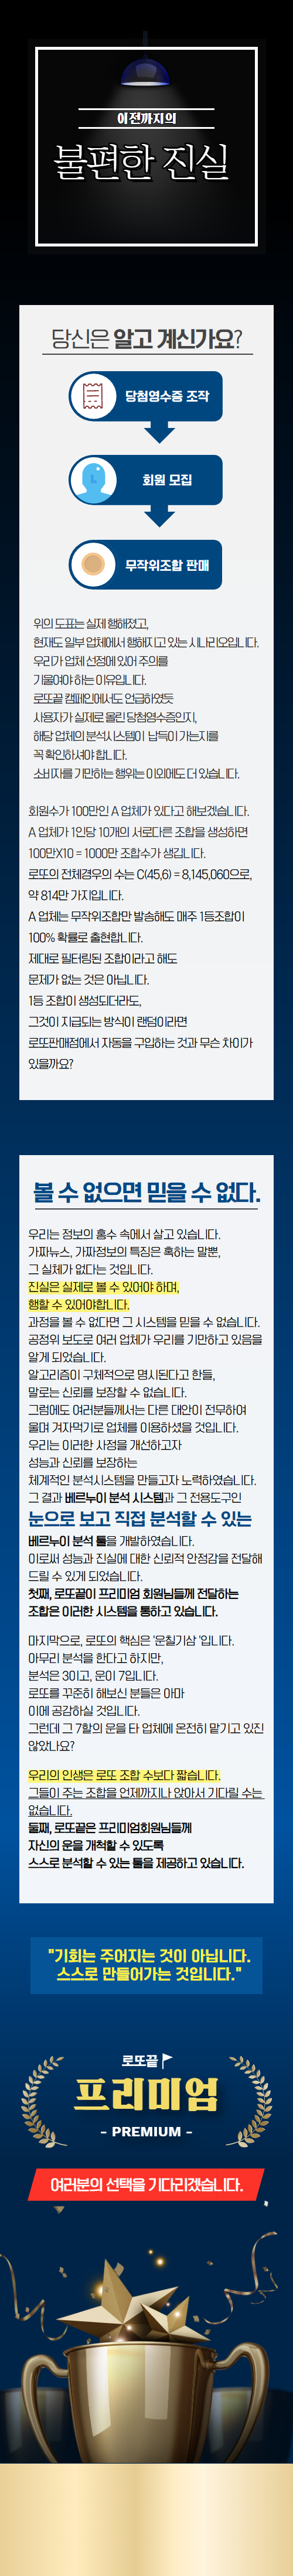 이전까지의
불편한 진실
당신은 알고 계신가요?
당첨영수증 조작
회원 모집
무작위조합 판매
위의 도표는 실제 행해졌고,
현재도 일부 업체에서 행해지고 있는 시나리오입니다.
우리가 업체 선정에 있어 주의를
기울여야 하는 이유입니다.
로또끝 캠페인에서도 언급하였듯
사용자가 실제로 올린 당첨영수증인지,
해당 업체의 분석시스템이 납득이 가는지를
꼭 확인하셔야 합니다.
소비자를 기만하는 행위는 이외에도 더 있습니다.
회원수가 100만인 A 업체가 있다고 해보겠습니다.
A 업체가 1인당 10개의 서로다른 조합을 생성하면
100만X10 = 1000만 조합수가 생깁니다.
로또의 전체경우의 수는 C(45,6) = 8,145,060으로,
약 814만 가지입니다.
A 업체는 무작위조합만 발송해도 매주 1등조합이
100% 확률로 출현합니다.
제대로 필터링된 조합이라고 해도
문제가 없는 것은 아닙니다.
1등 조합이 생성되더라도,
그것이 지급되는 방식이 랜덤이라면
로또판매점에서 자동을 구입하는 것과 무슨 차이가
있을까요?
볼 수 없으면 믿을 수 없다.
우리는 정보의 홍수 속에서 살고 있습니다.
가짜뉴스, 가짜정보의 특징은 혹하는 말뿐,
그 실체가 없다는 것입니다.
진실은 실제로 볼 수 있어야 하며,
행할 수 있어야합니다.
과정을 볼 수 없다면 그 시스템을 믿을 수 없습니다.
공정위 보도로 여러 업체가 우리를 기만하고 있음을
알게 되었습니다.
알고리즘이 구체적으로 명시된다고 한들,
말로는 신뢰를 보장할 수 없습니다.
그럼에도 여러분들께서는 다른 대안이 전무하여
울며 겨자먹기로 업체를 이용하셨을 것입니다.
우리는 이러한 사정을 개선하고자
성능과 신뢰를 보장하는
체계적인 분석시스템을 만들고자 노력하였습니다.
그 결과 베르누이 분석 시스템과 그 전용도구인
눈으로 보고 직접 분석할 수 있는
베르누이 분석 툴을 개발하였습니다.
이로써 성능과 진실에 대한 신뢰적 안정감을 전달해
드릴 수 있게 되었습니다.
첫째, 로또끝이 프리미엄 회원님들께 전달하는
조합은 이러한 시스템을 통하고 있습니다.
마지막으로, 로또의 핵심은 '운칠기삼 '입니다.
아무리 분석을 한다고 하지만,
분석은 3이고, 운이 7입니다.
로또를 꾸준히 해보신 분들은 아마
이에 공감하실 것입니다.
그런데 그 7할의 운을 타 업체에 온전히 맡기고 있진
않았나요?
우리의 인생은 로또 조합 수보다 짧습니다.
그들이 주는 조합을 언제까지나 앉아서 기다릴 수는
없습니다.
둘째, 로또끝은 프리미엄회원님들께
자신의 운을 개척할 수 있도록
스스로 분석할 수 있는 툴을 제공하고 있습니다.
"기회는 주어지는 것이 아닙니다.
스스로 만들어가는 것입니다."
로또끝
프리미엄
- PREMIUM -
여러분의 선택을 기다리겠습니다.